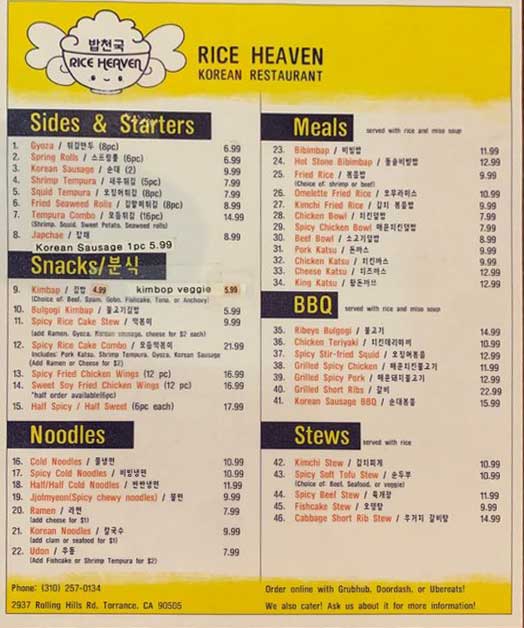 밥천국
RICE HEAVEN
RICE HEAVEN
KOREAN RESTAURANT
Sides & Starters
1. Gyoza / 튀김만두 (8pc) 6.99
2. Spring Rolls / 스프링롤 (6pc) 6.99
3. Korean Sausage / 순대 (2) 9.99
4. Shrimp Tempura / 새우튀김 (5pc) 7.99
5. Squid Tempura / 오징어튀김 (8pc) 7.99
6. Fried Seaweed Rolls / 김말이튀김 (8pc) 8.99
7. Tempura Combo / 모듬튀김 (16pc) 14.99
(Shrimp, Squid, Sweet Potato, Seaweed rolls)
8. Japchae / 잡채 8.99
Korean Sausage 1pc 5.99
Snacks/분식
9. Kimbap / 김밥 4.99 kimbop veggie 5.99
(Choice of: Beef, Spam, Gobo, Fishcake, Tuna, or Anchovy)
10. Bulgogi Kimbap / 불고기김밥 5.99
11. Spicy Rice Cake Stew / 떡볶이 9.99
(add Ramen, Gyoza, Korean sausage, cheese for $2 each)
12. Spicy Rice Cake Combo / 모듬떡볶이 21.99
Includes: Pork Katsu, Shrimp Tempura, Gyoza, Korean Sausage
(Add Ramen or Cheese for $2)
13. Spicy Fried Chicken Wings (12 pc) 16.99
14. Sweet Soy Fried Chicken Wings (12 pc) 16.99
*half order available(6pc)
15. Half Spicy / Half Sweet (6pc each) 17.99
Noodles
16. Cold Noodles / 물냉면 10.99
17. Spicy Cold Noodles / 비빔냉면 10.99
18. Half/Half Cold Noodles / 반반냉면 11.99
19. Jjolmyeon(Spicy chewy noodles) / 쫄면 9.99
20. Ramen / 라면 7.99
(add cheese for $1)
21. Korean Noodles / 칼국수 9.99
(add clam or seafood for $1)
22. Udon / 우동 7.99
(Add Fishcake or Shrimp Tempura for $2)
Meals served with rice and miso soup
23. Bibimbap / 비빔밥 11.99
24. Hot Stone Bibimbap / 돌솥비빔밥 12.99
25. Fried Rice / 볶음밥 9.99
(Choice of: shrimp or beef)
26. Omelette Fried Rice / 오무라이스 10.99
27. Kimchi Fried Rice / 김치 볶음밥 9.99
28. Chicken Bowl / 치킨덮밥 7.99
29. Spicy Chicken Bowl 매운치킨덮밥 7.99
30. Beef Bowl / 소고기덮밥 8.99
31. Pork Katsu / 돈까스 9.99
32. Chicken Katsu / 치킨까스 9.99
33. Cheese Katsu / 치즈까스 12.99
34. King Katsu / 왕돈까쓰 12.99
BBQ served with rice and miso soup
35. Ribeye Bulgogi / 불고기 14.99
36. Chicken Teriyaki / 치킨데리야끼 10.99
37. Spicy Stir-fried Squid / 오징어볶음 12.99
38. Grilled Spicy Chicken / 매운치킨불고기 11.99
39. Grilled Spicy Pork / 매운돼지불고기 12.99
40. Grilled Short Ribs / 갈비 22.99
41. Korean Sausage BBQ / 순대볶음 15.99
Stews served with rice
42. Kimchi Stew / 김치찌게 10.99
43. Spicy Soft Tofu Stew / 순두부 10.99
(Choice of: Beef, Seafood, or veggie)
44. Spicy Beef Stew / 육개장 11.99
45. Fishcake Stew / 오뎅탕 9.99
46. Cabbage Short Rib Stew / 우거지 갈비탕 14.99
Phone: (310) 257-0134
2937 Rolling Hills Rd, Torrance, CA 90505
Order online with Grubhub, Doordash, or Ubereats!
We also cater! Ask us about it for more information!